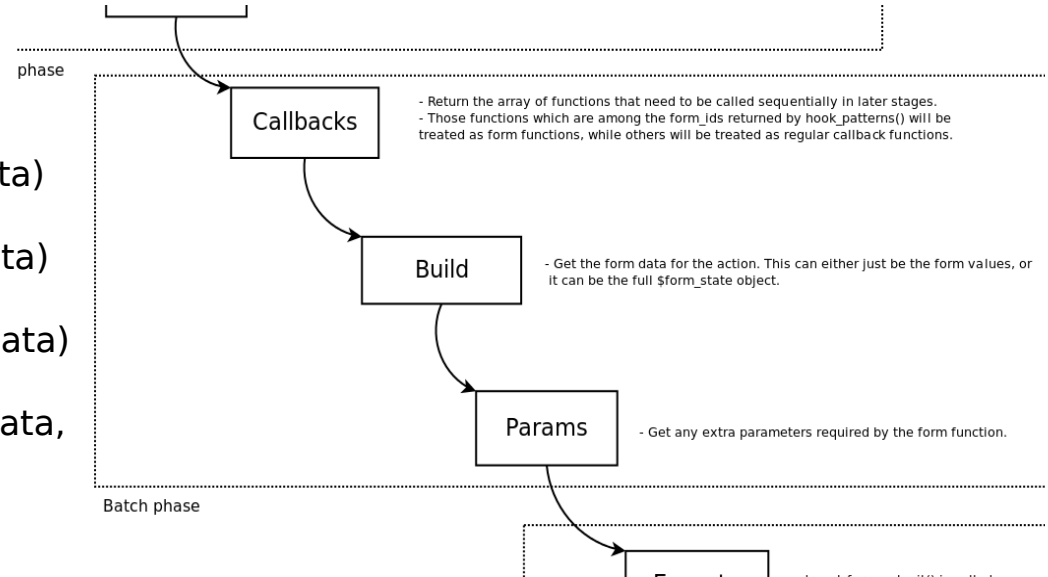 phase
Callbacks
- Return the array of functions that need to be called sequentially in later stages.
- Those functions which are among the form_ids returned by hook_patterns() will be
treated as form functions, while others will be treated as regular callback functions.
ta)
Build
- Get the form data for the action. This can either just be the form values, or
it can be the full $form_state object.
ta)
ata)
Params
- Get any extra parameters required by the form function.
ata,
Batch phase